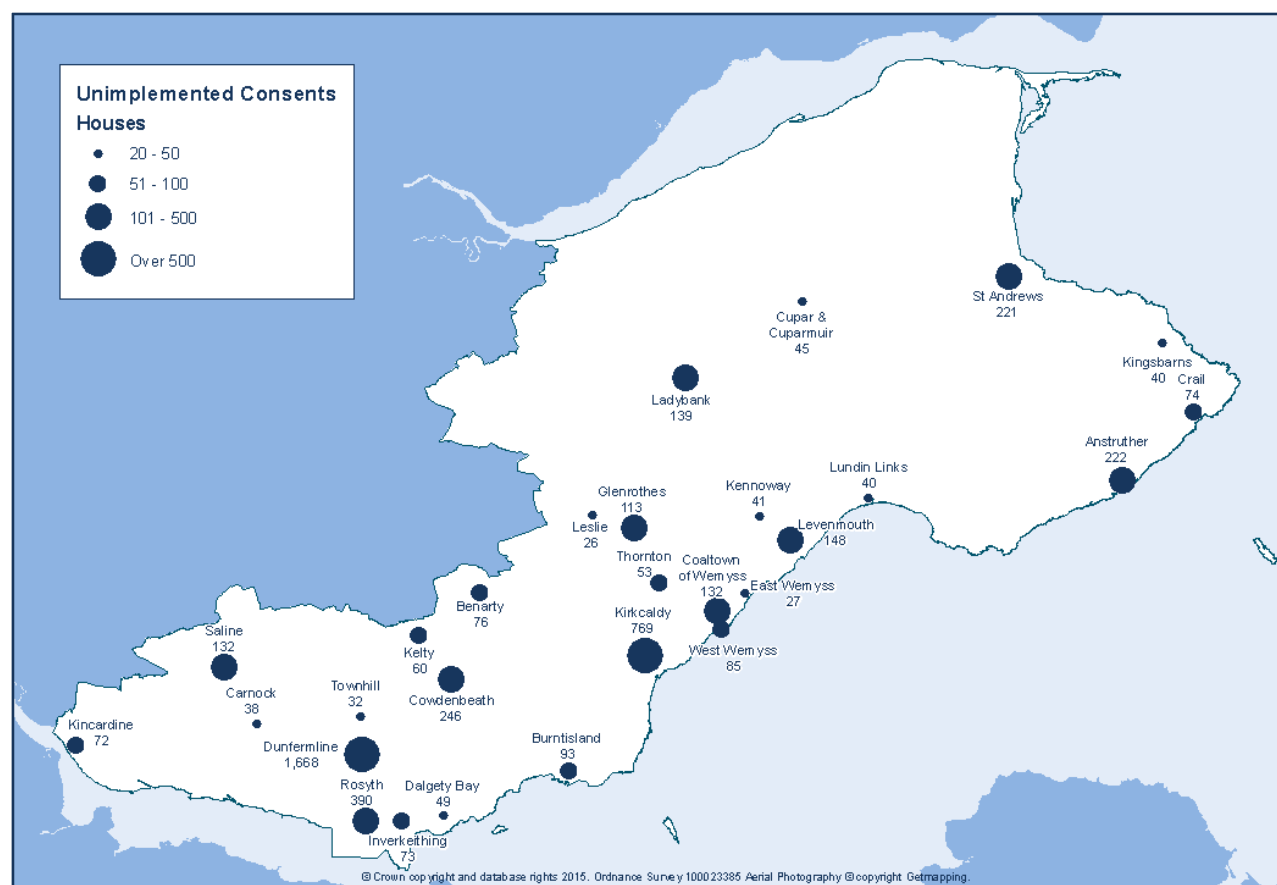 Unimplemented Consents
Houses
20 - 50
51 - 100
101 - 500
Over 500
St Andrews
221
Cupar &
Cuparmuir
45
Kingsbarns
40
Crail
74
Ladybank
139
Anstruther
222
Lundin Links
40
Kennoway
41
Glenrothes
113
Leslie
26
Levenmouth
148
Thornton
53
Coaltown
of Wemyss
132
East Wemyss
27
Benarty
76
Kirkcaldy
769
West Wemyss
85
Saline
132
Kelty
60
Cowdenbeath
246
Carnock
38
Townhill
32
Kincardine
72
Dunfermline
1,668
Burntisland
93
Rosyth
390
Dalgety Bay
49
Inverkeithing
73
© Crown copyright and database rights 2015. Ordnance Survey 100023385 Aerial Photography © copyright Getmapping.